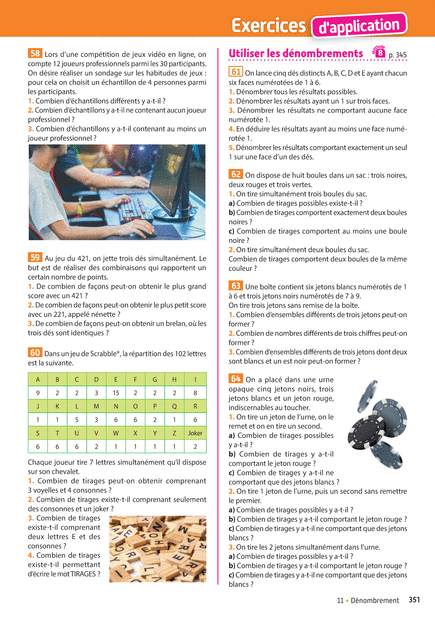 Exercices d'application
58 Lors d'une compétition de jeux vidéo en ligne, on
compte 12 joueurs professionnels parmi les 30 participants.
On désire réaliser un sondage sur les habitudes de jeux :
pour cela on choisit un échantillon de 4 personnes parmi
les participants.
1. Combien d'échantillons différents y a-t-il ?
2. Combien d'échantillons y a-t-il ne contenant aucun joueur
professionnel ?
3. Combien d'échantillons y a-t-il contenant au moins un
joueur professionnel ?
59 Au jeu du 421, on jette trois dés simultanément. Le
but est de réaliser des combinaisons qui rapportent un
certain nombre de points.
1. De combien de façons peut-on obtenir le plus grand
score avec un 421 ?
2. De combien de façons peut-on obtenir le plus petit score
avec un 221, appelé nénette ?
3. De combien de façons peut-on obtenir un brelan, où les
trois dés sont identiques ?
60 Dans un jeu de Scrabble®, la répartition des 102 lettres
est la suivante.
A B C D E F G H I
9 2 2 3 15 2 2 2 8
J K L M N O P Q R
1 1 5 3 6 6 2 1 6
S T U V W X Y Z Joker
6 6 6 2 1 1 1 1 2
Chaque joueur tire 7 lettres simultanément qu'il dispose
sur son chevalet.
1. Combien de tirages peut-on obtenir comprenant
3 voyelles et 4 consonnes ?
2. Combien de tirages existe-t-il comprenant seulement
des consonnes et un joker ?
3. Combien de tirages
existe-t-il comprenant
deux lettres E et des
consonnes ?
4. Combien de tirages
existe-t-il permettant
d'écrire le mot TIRAGES ?
Utiliser les dénombrements 8 p. 345
61 On lance cinq dés distincts A, B, C, D et E ayant chacun
six faces numérotées de 1 à 6.
1. Dénombrer tous les résultats possibles.
2. Dénombrer les résultats ayant un 1 sur trois faces.
3. Dénombrer les résultats ne comportant aucune face
numérotée 1.
4. En déduire les résultats ayant au moins une face numé-
rotée 1.
5. Dénombrer les résultats comportant exactement un seul
1 sur une face d'un des dés.
62 On dispose de huit boules dans un sac : trois noires,
deux rouges et trois vertes.
1. On tire simultanément trois boules du sac.
a) Combien de tirages possibles existe-t-il ?
b) Combien de tirages comportent exactement deux boules
noires ?
c) Combien de tirages comportent au moins une boule
noire ?
2. On tire simultanément deux boules du sac.
Combien de tirages comportent deux boules de la même
couleur ?
63 Une boîte contient six jetons blancs numérotés de 1
à 6 et trois jetons noirs numérotés de 7 à 9.
On tire trois jetons sans remise de la boîte.
1. Combien d'ensembles différents de trois jetons peut-on
former ?
2. Combien de nombres différents de trois chiffres peut-on
former ?
3. Combien d'ensembles différents de trois jetons dont deux
sont blancs et un est noir peut-on former ?
64 On a placé dans une urne
opaque cinq jetons noirs, trois
jetons blancs et un jeton rouge,
indiscernables au toucher.
1. On tire un jeton de l'urne, on le
remet et on en tire un second.
a) Combien de tirages possibles
y a-t-il ?
b) Combien de tirages y a-t-il
comportant le jeton rouge ?
c) Combien de tirages y a-t-il ne
comportant que des jetons blancs ?
2. On tire 1 jeton de l'urne, puis un second sans remettre
le premier.
a) Combien de tirages possibles y a-t-il ?
b) Combien de tirages y a-t-il comportant le jeton rouge ?
c) Combien de tirages y a-t-il ne comportant que des jetons
blancs ?
3. On tire les 2 jetons simultanément dans l'urne.
a) Combien de tirages possibles y a-t-il ?
b) Combien de tirages y a-t-il comportant le jeton rouge ?
c) Combien de tirages y a-t-il ne comportant que des jetons
blancs ?
11 • Dénombrement 351